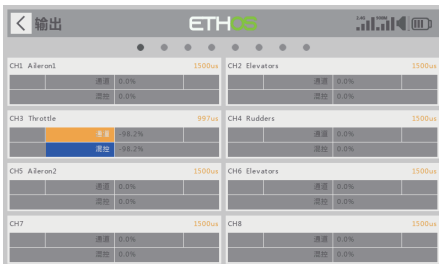 输出
ETHOS
2.4G 900M
CH1 Aileron1 1500us
通道 0.0%
混控 0.0%
CH2 Elevators 1500us
通道 0.0%
混控 0.0%
CH3 Throttle 997us
通道 -98.2%
混控 -98.2%
CH4 Rudders 1500us
通道 0.0%
混控 0.0%
CH5 Aileron2 1500us
通道 0.0%
混控 0.0%
CH6 Elevators 1500us
通道 0.0%
混控 0.0%
CH7 1500us
通道 0.0%
混控 0.0%
CH8 1500us
通道 0.0%
混控 0.0%